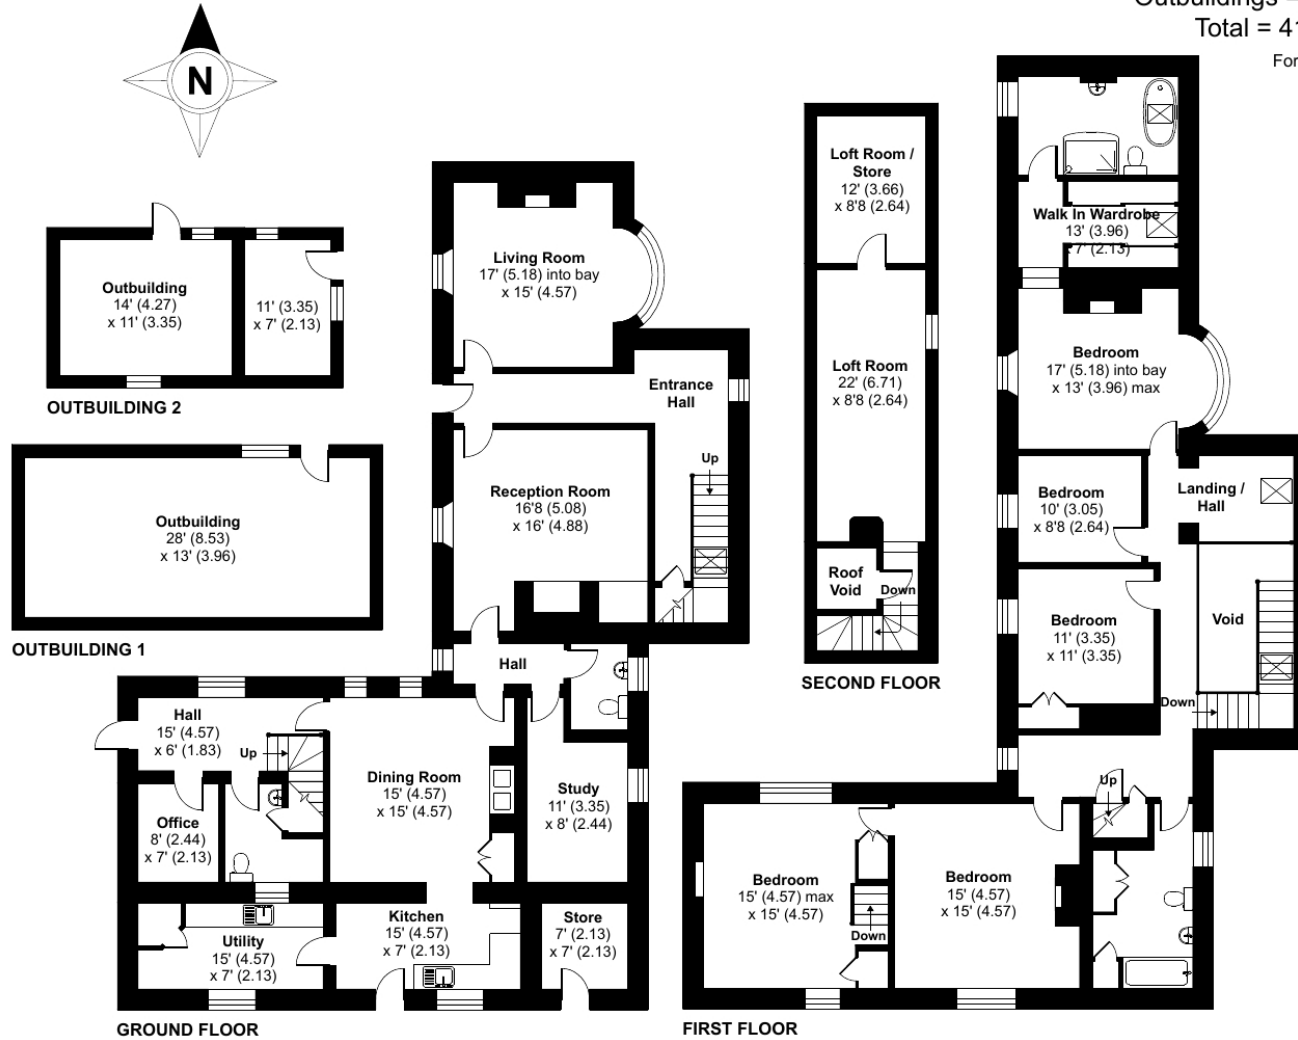 Outbuildings =
Total = 41
For
N
Loft Room /
Store
12' (3.66)
x 8'8 (2.64)
Walk In Wardrobe
13' (3.96)
x 7' (2.13)
Living Room
17' (5.18) into bay
x 15' (4.57)
Outbuilding
14' (4.27)
x 11' (3.35)
11' (3.35)
x 7' (2.13)
OUTBUILDING 2
Entrance
Hall
Up
Loft Room
22' (6.71)
x 8'8 (2.64)
Bedroom
17' (5.18) into bay
x 13' (3.96) max
Reception Room
16'8 (5.08)
x 16' (4.88)
Bedroom
10' (3.05)
x 8'8 (2.64)
Landing /
Hall
Outbuilding
28' (8.53)
x 13' (3.96)
OUTBUILDING 1
Roof
Void
Down
SECOND FLOOR
Bedroom
11' (3.35)
x 11' (3.35)
Void
Down
Hall
Hall
15' (4.57)
x 6' (1.83)
Up
Dining Room
15' (4.57)
x 15' (4.57)
Study
11' (3.35)
x 8' (2.44)
Office
8' (2.44)
x 7' (2.13)
Up
Bedroom
15' (4.57) max
x 15' (4.57)
Down
Bedroom
15' (4.57)
x 15' (4.57)
Utility
15' (4.57)
x 7' (2.13)
Kitchen
15' (4.57)
x 7' (2.13)
Store
7' (2.13)
x 7' (2.13)
GROUND FLOOR
FIRST FLOOR